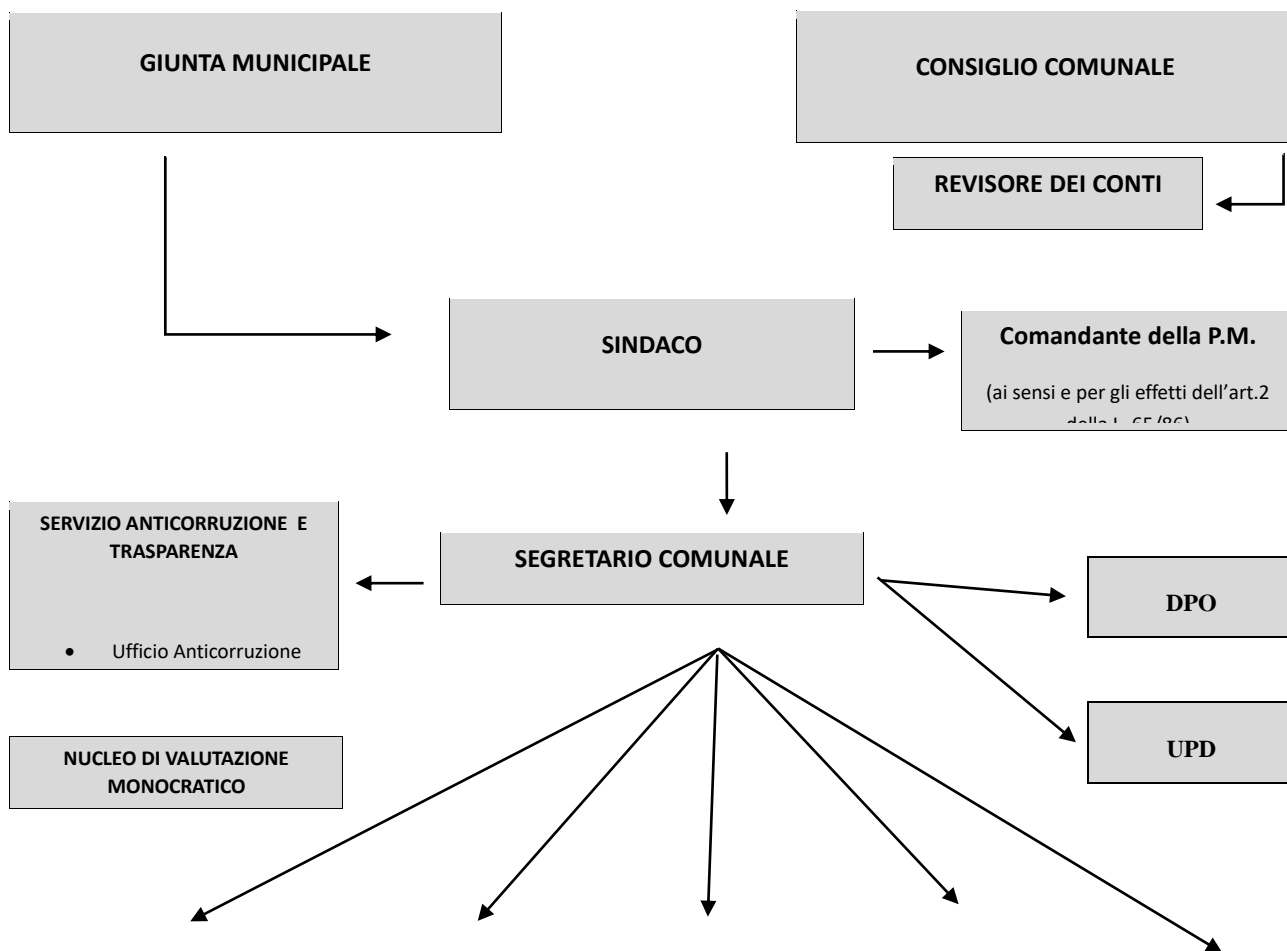 GIUNTA MUNICIPALE
CONSIGLIO COMUNALE
REVISORE DEI CONTI
SINDACO
Comandante della P.M.
(ai sensi e per gli effetti dell’art.2
SERVIZIO ANTICORRUZIONE E
TRASPARENZA
• Ufficio Anticorruzione
SEGRETARIO COMUNALE
DPO
UPD
NUCLEO DI VALUTAZIONE
MONOCRATICO